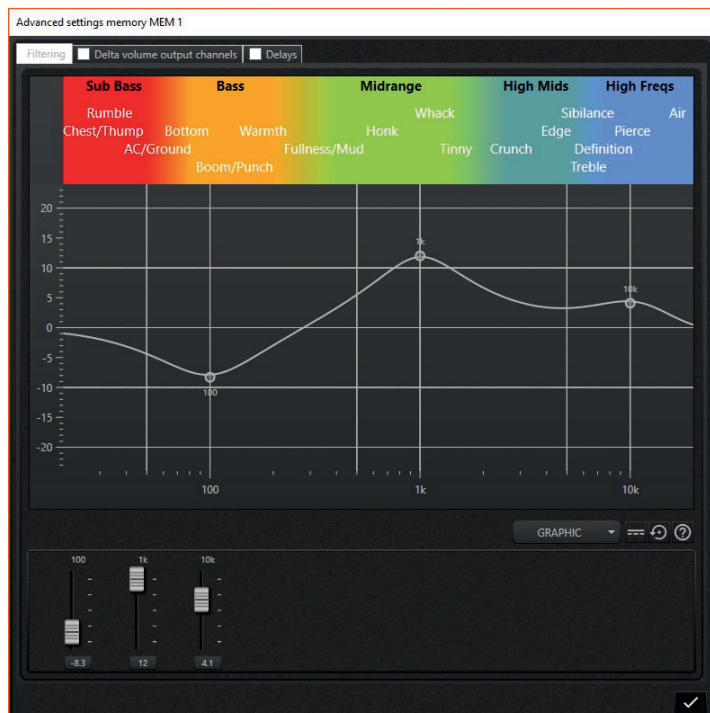 Advanced settings memory MEM 1
Filtering Delta volume output channels Delays
Sub Bass Bass Midrange High Mids High Freqs
Rumble Whack Sibilance Air
Chest/Thump Bottom Warmth Honk Edge Pierce
AC/Ground Fullness/Mud Tinny Crunch Definition
Boom/Punch Treble
20
15
1k
10
10k
5
0
-5
-10
100
-15
-20
100 1k 10k
GRAPHIC
100 1k 10k
-8.3 12 4.1